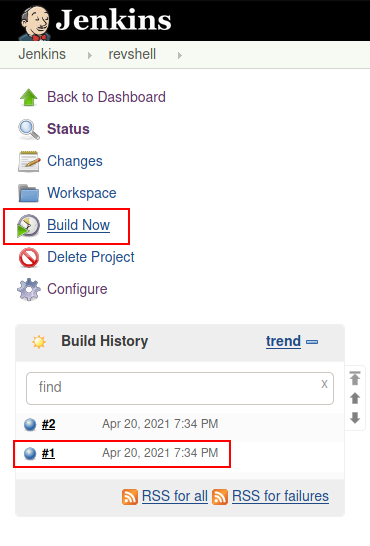 Jenkins
Jenkins revshell
Back to Dashboard
Status
Changes
Workspace
Build Now
Delete Project
Configure
Build History trend
find x
#2 Apr 20, 2021 7:34 PM
#1 Apr 20, 2021 7:34 PM
RSS for all RSS for failures